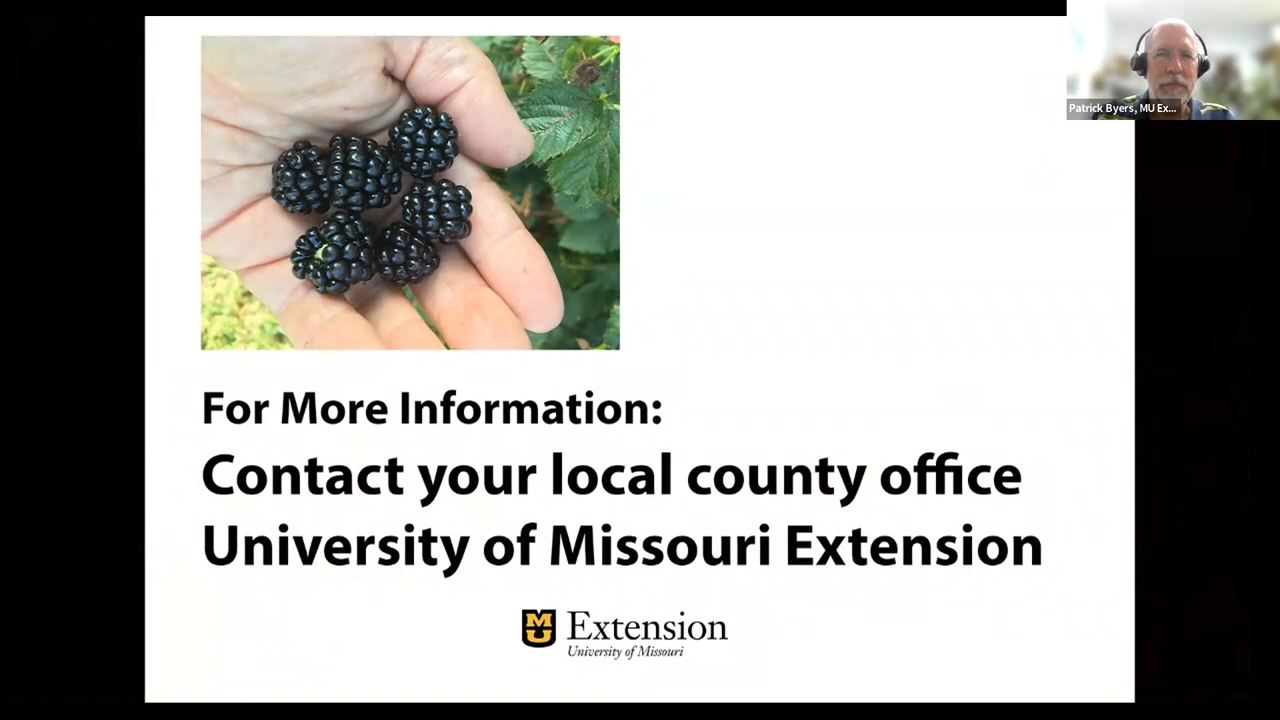 Patrick Byers, MU Ex...
For More Information:
Contact your local county office
University of Missouri Extension
MU Extension
University of Missouri